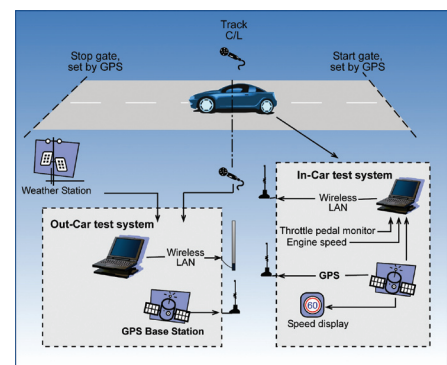 Track
C/L
Stop gate,
set by GPS
Start gate,
set by GPS
Weather Station
In-Car test system
Wireless
LAN
Throttle pedal monitor
Engine speed
Out-Car test system
Wireless
LAN
GPS
GPS Base Station
60
Speed display